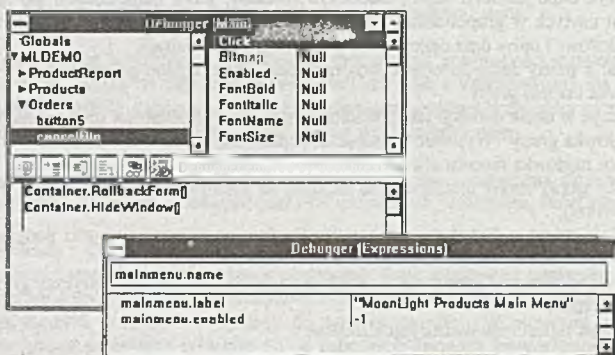 Debugger (Main)
Globals
MLDEMO
ProductReport
Products
Orders
button5
cancelBtn
Click
Bitmap
Enabled
FontBold
FontItalic
FontName
FontSize
Null
Null
Null
Null
Null
Null
Container.RollbackForm()
Container.HideWindow()
Debugger (Expressions)
mainmenu.name
mainmenu.label "MoonLight Products Main Menu"
mainmenu.enabled -1